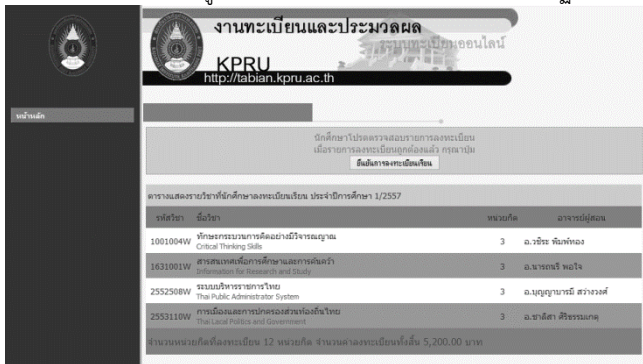 งานทะเบียนและประมวลผล
ระบบทะเบียนออนไลน์
KPRU
http://tabian.kpru.ac.th
หน้าหลัก
นักศึกษาโปรดตรวจสอบรายการลงทะเบียน
เมื่อรายการลงทะเบียนถูกต้องแล้ว กรุณาปุ่ม
ยืนยันการลงทะเบียนเรียน
ตารางแสดงรายวิชาที่นักศึกษาลงทะเบียนเรียน ประจำปีการศึกษา 1/2557
รหัสวิชา ชื่อวิชา หน่วยกิต อาจารย์ผู้สอน
1001004W ทักษะกระบวนการคิดอย่างมีวิจารณญาณ 3 อ.วชิระ พิมพ์ทอง
Critical Thinking Skills
1631001W สารสนเทศเพื่อการศึกษาและการค้นคว้า 3 อ.นารถนรี พอใจ
Information for Research and Study
2552508W ระบบบริหารราชการไทย 3 อ.บุญญาบารมี สว่างวงศ์
Thai Public Administrator System
2553110W การเมืองและการปกครองส่วนท้องถิ่นไทย 3 อ.ชาลิสา ศิริธรรมเกตุ
Thai Lacal Politics and Government
จำนวนหน่วยกิตที่ลงทะเบียน 12 หน่วยกิต จำนวนค่าลงทะเบียนทั้งสิ้น 5,200.00 บาท